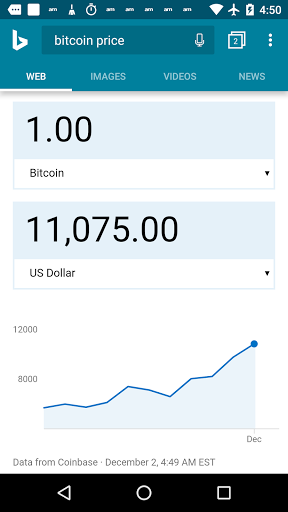 am am am am 4:50
bitcoin price 2
WEB IMAGES VIDEOS NEWS
1.00
Bitcoin
11,075.00
US Dollar
12000
8000
Dec
Data from Coinbase · December 2, 4:49 AM EST